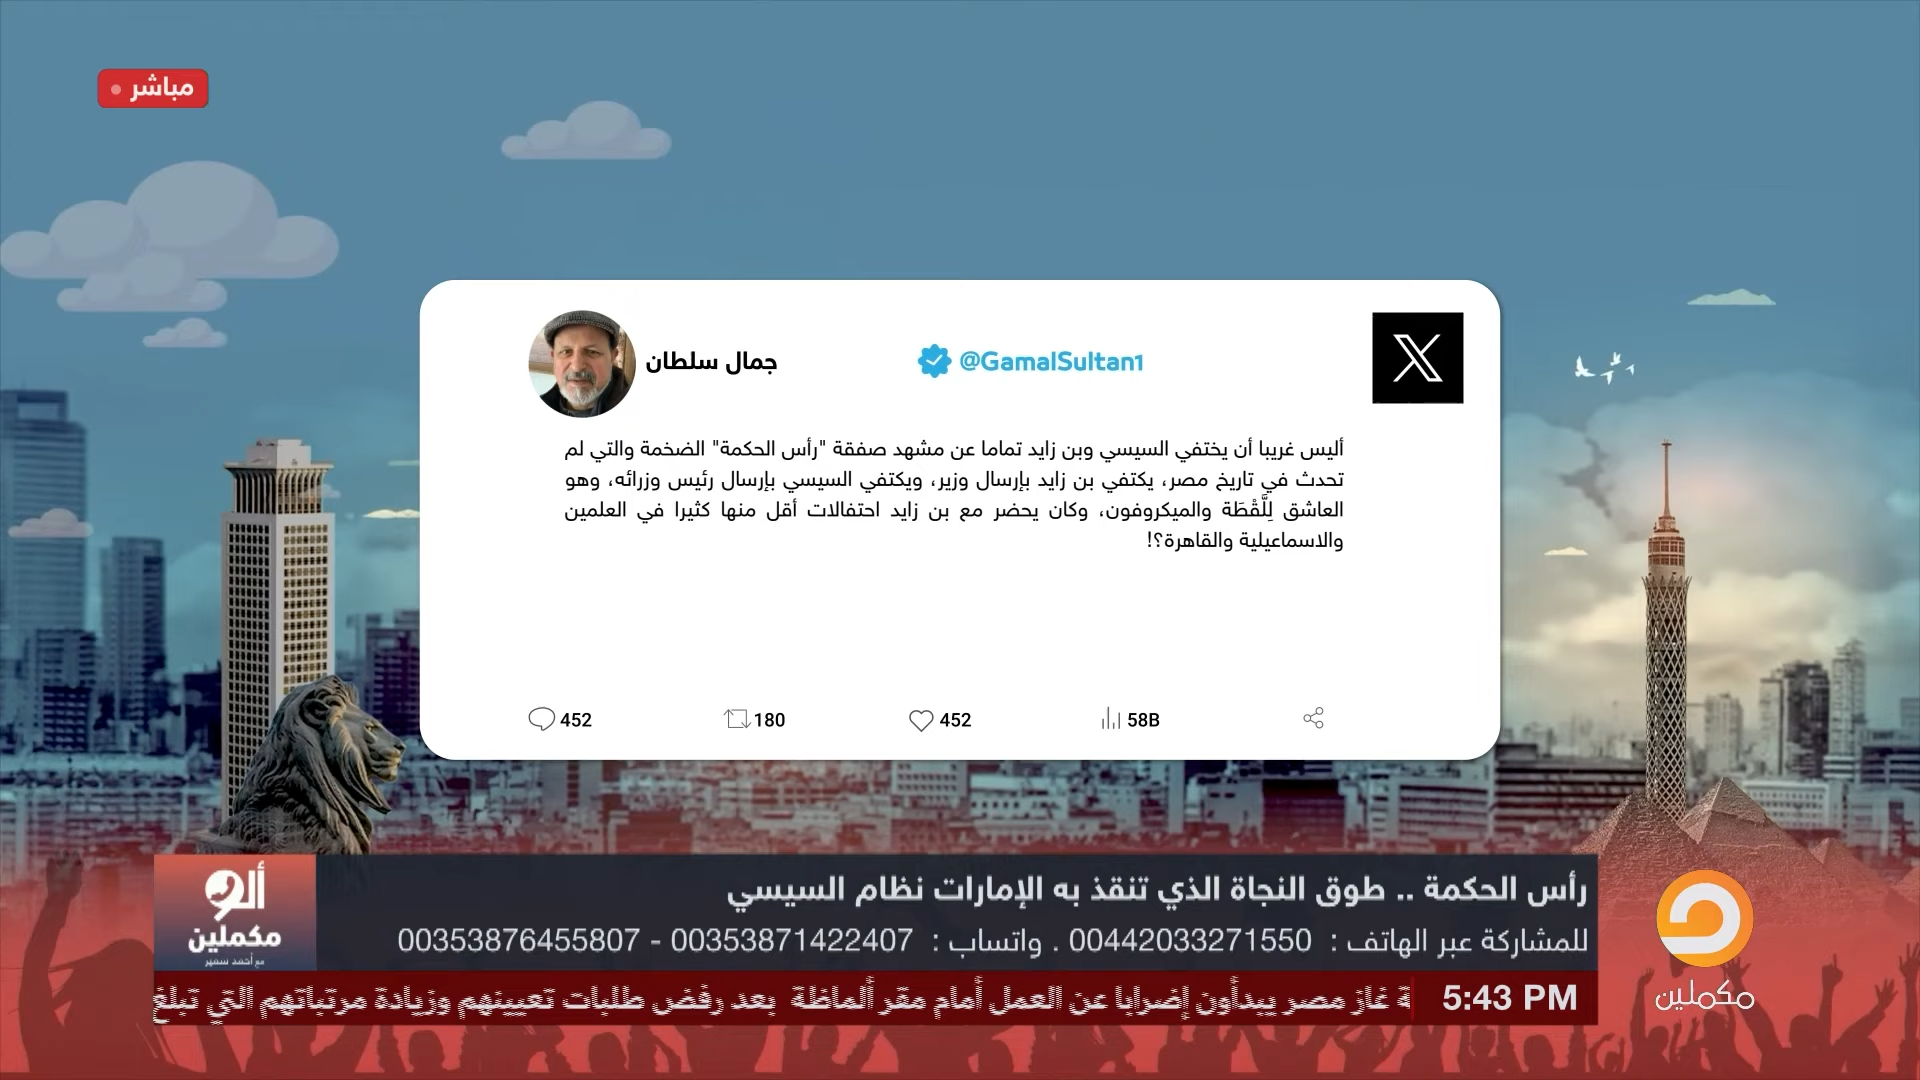 مباشر
جمال سلطان
@GamalSultan1
أليس غريبا أن يختفي السيسي وبن زايد تماما عن مشهد صفقة "رأس الحكمة" الضخمة والتي لم
تحدث في تاريخ مصر، يكتفي بن زايد بإرسال وزير، ويكتفي السيسي بإرسال رئيس وزرائه، وهو
العاشق لِلَّقْطَة والميكروفون، وكان يحضر مع بن زايد احتفالات أقل منها كثيرا في العلمين
والاسماعيلية والقاهرة؟!
452
180
452
58B
رأس الحكمة .. طوق النجاة الذي تنقذ به الإمارات نظام السيسي
للمشاركة عبر الهاتف : 00442033271550 . واتساب : 00353871422407 - 00353876455807
ألو
مكملين
مع أحمد سمير
5:43 PM
ة غاز مصر يبدأون إضرابا عن العمل أمام مقر ألماظة بعد رفض طلبات تعيينهم وزيادة مرتباتهم التي تبلغ
مكملين